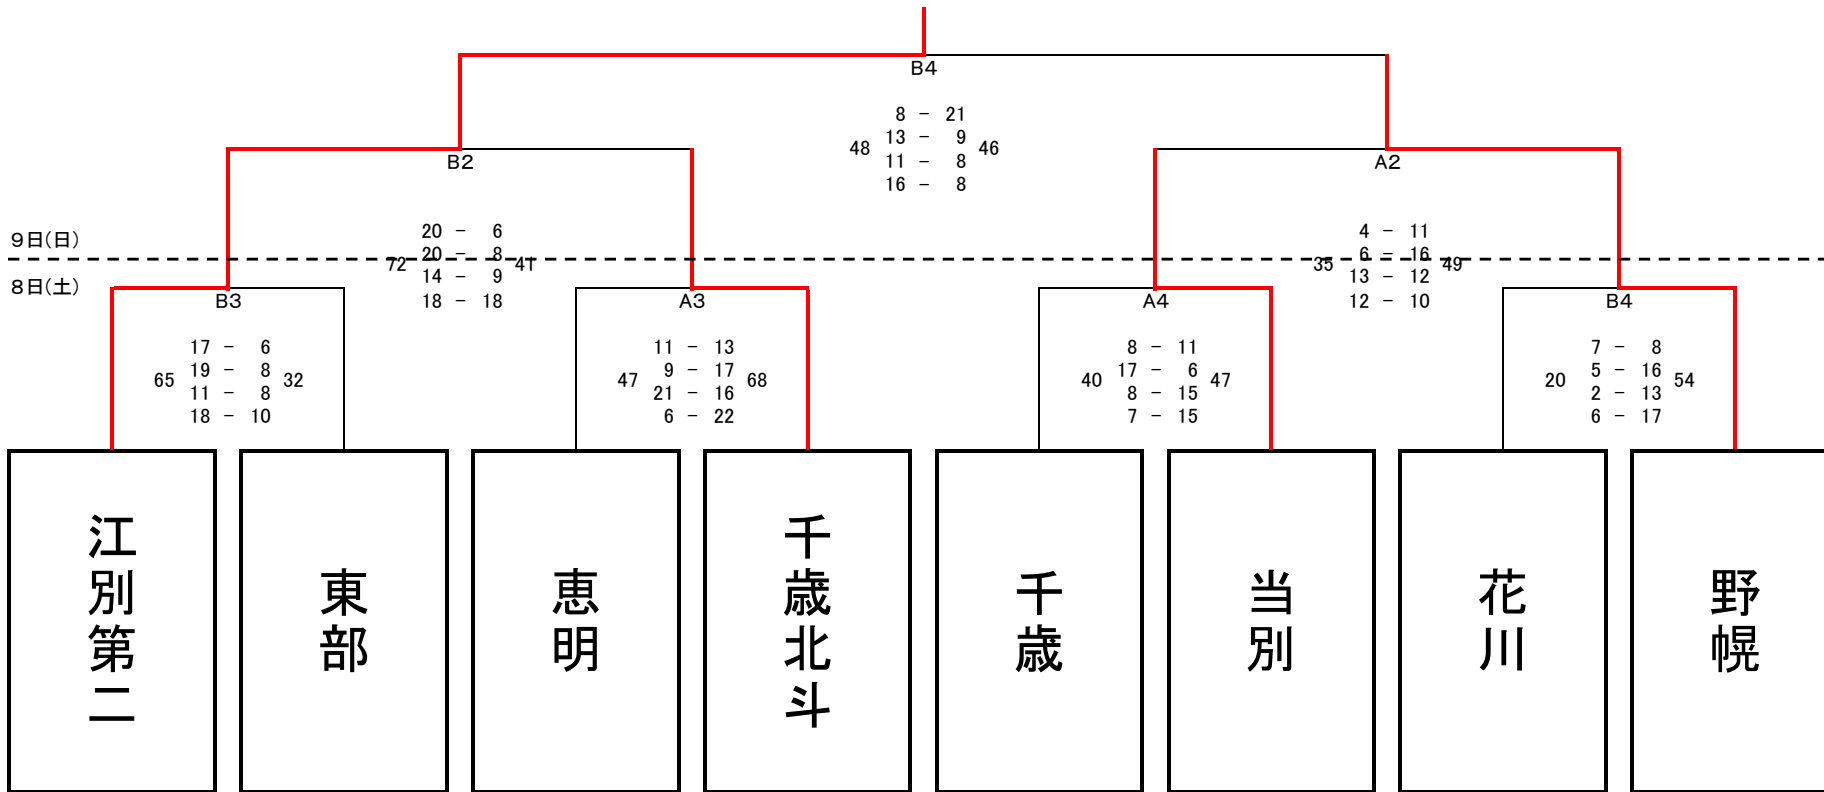 B4
8 - 21
13 - 9
48 46
11 - 8
16 - 8
B2
A2
20 - 6
20 - 8
72 41
14 - 9
18 - 18
4 - 11
6 - 16
35 49
13 - 12
12 - 10
9日(日)
8日(土)
B3
A3
A4
B4
17 - 6
19 - 8
65 32
11 - 8
18 - 10
11 - 13
9 - 17
47 68
21 - 16
6 - 22
8 - 11
17 - 6
40 47
8 - 15
7 - 15
7 - 8
5 - 16
20 54
2 - 13
6 - 17
江別第二
東部
恵明
千歳北斗
千歳
当別
花川
野幌